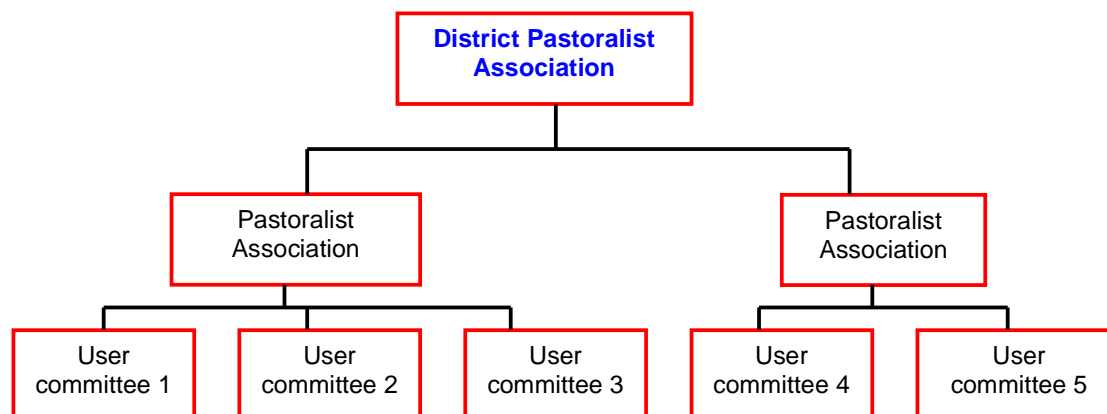 District Pastoralist
Association
Pastoralist
Association
Pastoralist
Association
User
committee 1
User
committee 2
User
committee 3
User
committee 4
User
committee 5